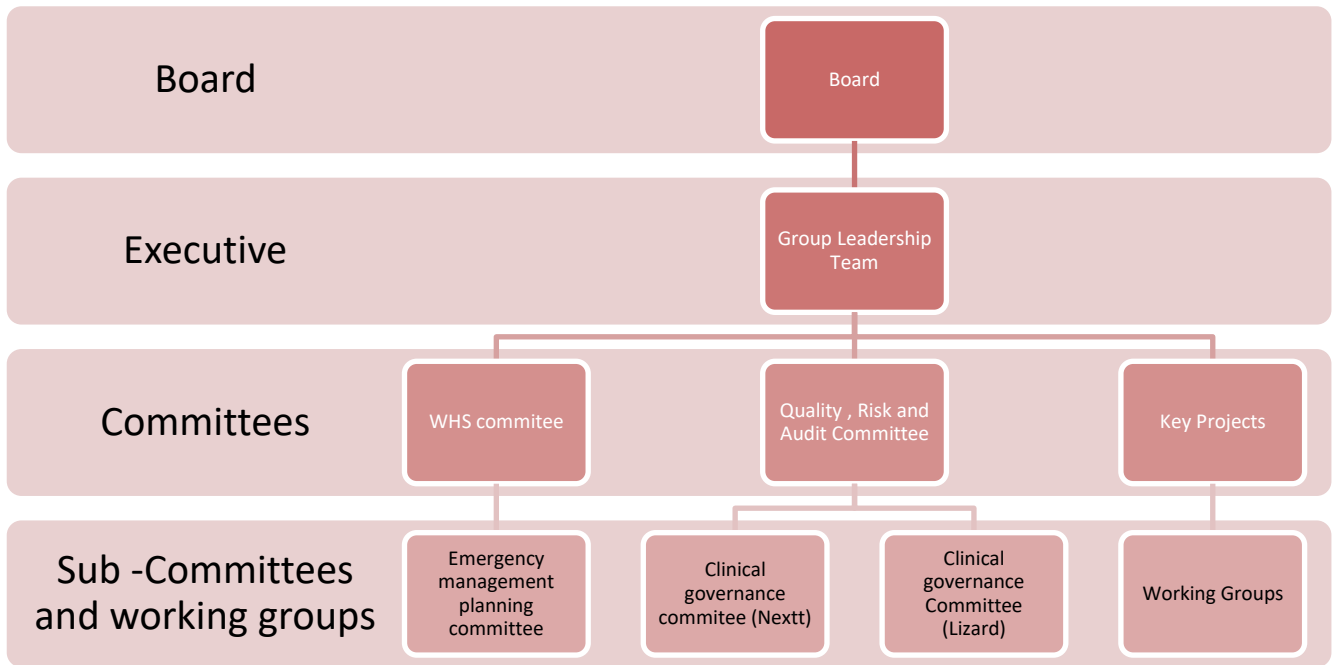 Board
Board
Executive
Group Leadership
Team
Committees
WHS commitee
Quality , Risk and
Audit Committee
Key Projects
Sub -Committees
and working groups
Emergency
management
planning
committee
Clinical
governance
commitee (Nextt)
Clinical
governance
Committee
(Lizard)
Working Groups